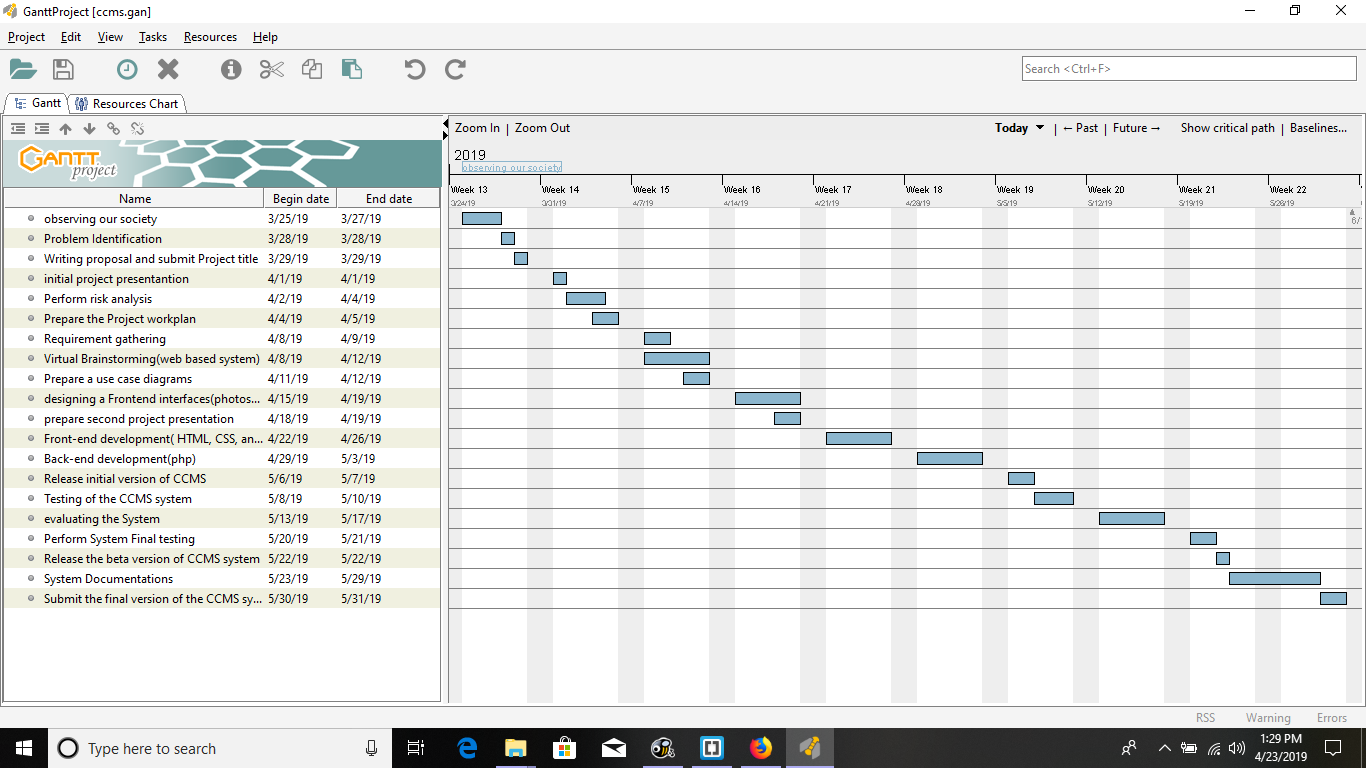 GanttProject [ccms.gan]
Project Edit View Tasks Resources Help
Search <Ctrl+F>
Gantt Resources Chart
Zoom In | Zoom Out Today | ← Past | Future → Show critical path | Baselines...
GANTT project
2019
observing our society
Name Begin date End date
Week 13 Week 14 Week 15 Week 16 Week 17 Week 18 Week 19 Week 20 Week 21 Week 22
3/24/19 3/31/19 4/7/19 4/14/19 4/21/19 4/28/19 5/5/19 5/12/19 5/19/19 5/26/19
observing our society 3/25/19 3/27/19
Problem Identification 3/28/19 3/28/19
Writing proposal and submit Project title 3/29/19 3/29/19
initial project presentantion 4/1/19 4/1/19
Perform risk analysis 4/2/19 4/4/19
Prepare the Project workplan 4/4/19 4/5/19
Requirement gathering 4/8/19 4/9/19
Virtual Brainstorming(web based system) 4/8/19 4/12/19
Prepare a use case diagrams 4/11/19 4/12/19
designing a Frontend interfaces(photos... 4/15/19 4/19/19
prepare second project presentation 4/18/19 4/19/19
Front-end development( HTML, CSS, an... 4/22/19 4/26/19
Back-end development(php) 4/29/19 5/3/19
Release initial version of CCMS 5/6/19 5/7/19
Testing of the CCMS system 5/8/19 5/10/19
evaluating the System 5/13/19 5/17/19
Perform System Final testing 5/20/19 5/21/19
Release the beta version of CCMS system 5/22/19 5/22/19
System Documentations 5/23/19 5/29/19
Submit the final version of the CCMS sy... 5/30/19 5/31/19
RSS Warning Errors
Type here to search
1:29 PM
4/23/2019